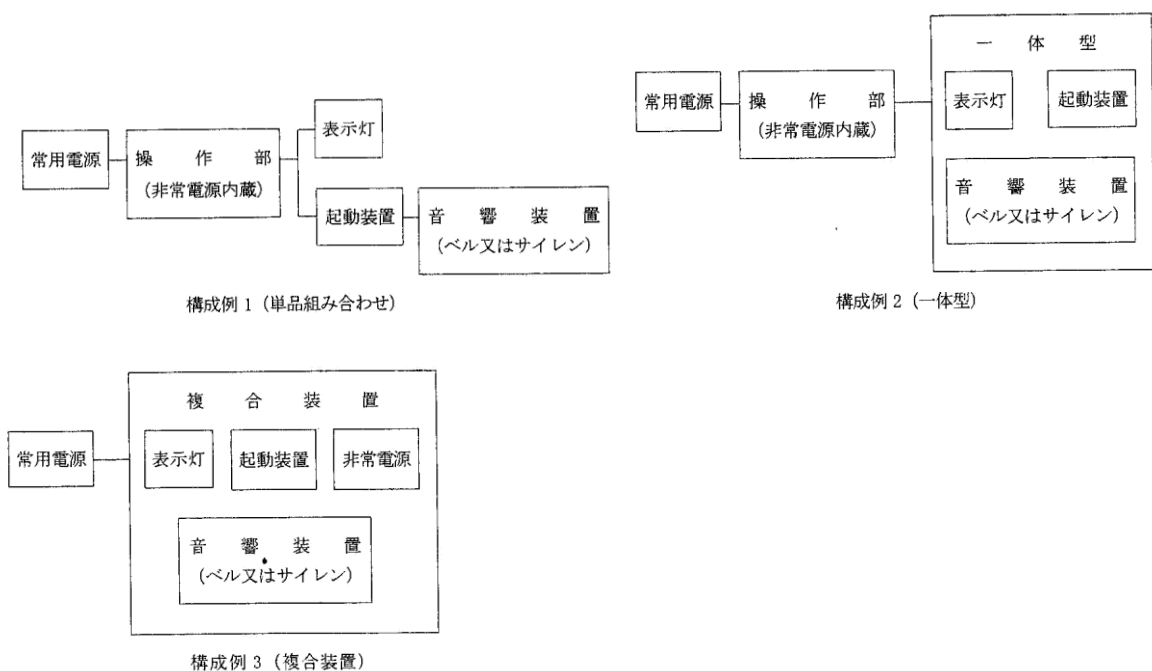 常用電源
操作部
(非常電源内蔵)
表示灯
起動装置
音響装置
(ベル又はサイレン)
構成例1(単品組み合わせ)
常用電源
操作部
(非常電源内蔵)
一体型
表示灯
起動装置
音響装置
(ベル又はサイレン)
構成例2(一体型)
常用電源
複合装置
表示灯
起動装置
非常電源
音響装置
(ベル又はサイレン)
構成例3(複合装置)